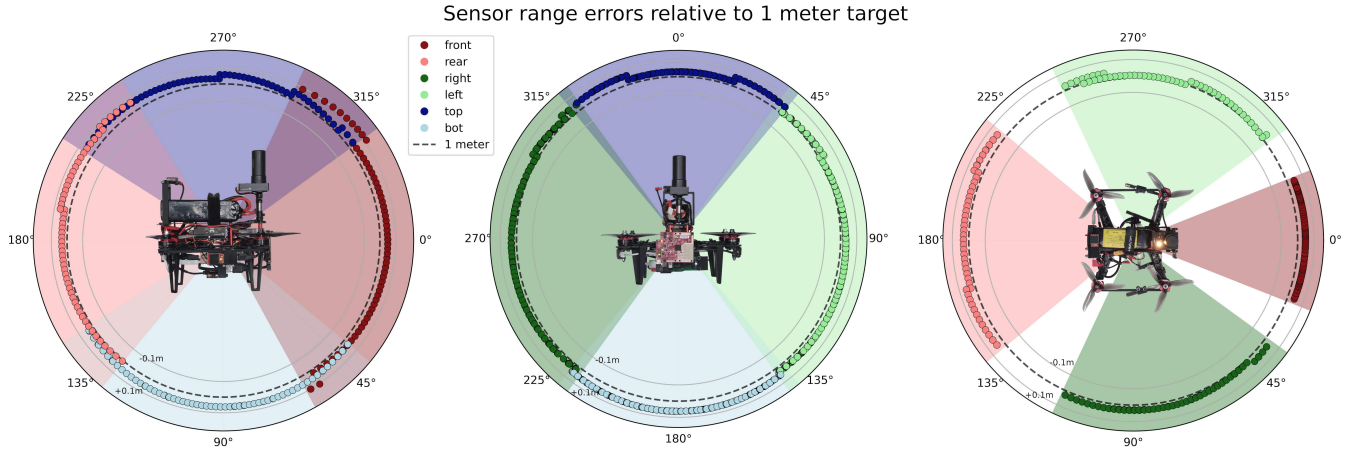 Sensor range errors relative to 1 meter target
270°
225°
315°
180°
0°
135°
45°
90°
-0.1m
+0.1m
front
rear
right
left
top
bot
1 meter
0°
315°
45°
270°
90°
225°
135°
180°
-0.1m
+0.1m
270°
225°
315°
180°
0°
135°
45°
90°
-0.1m
+0.1m